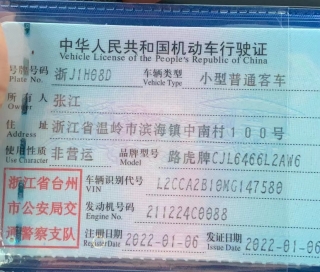 中华人民共和国机动车行驶证
Vehicle License of the People's Republic of China
号牌号码 浙J1H08D 车辆类型 小型普通客车
Plate No. Vehicle Type
所有人 张江
Owner
住址 浙江省温岭市滨海镇中南村100号
Address
使用性质 非营运 品牌型号 路虎牌CJL6466L2AW6
Use Character Model
浙江省台州
市公安局交
通警察支队
车辆识别代号 L2CCA2B10MG147580
VIN
发动机号码 211224C0088
Engine No.
注册日期 2022-01-06 发证日期 2022-01-06
Register Date Issue Date